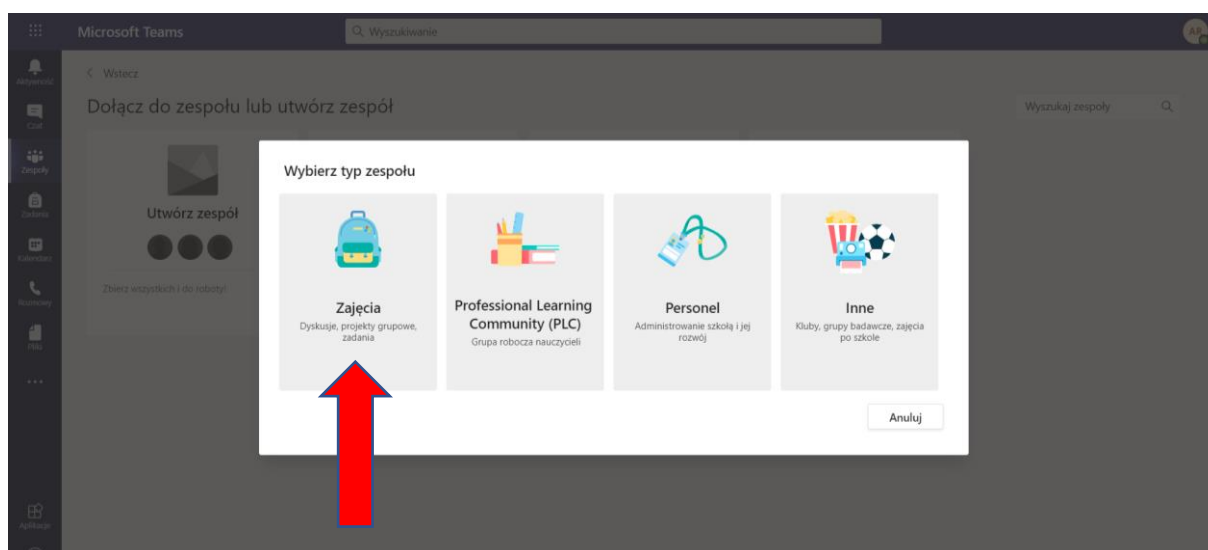 Microsoft Teams
Wyszukiwanie
AR
Aktywność
Wstecz
Czat
Dołącz do zespołu lub utwórz zespół
Wyszukaj zespoły
Zespoły
Zadania
Kalendarz
Rozmowy
Pliki
Aplikacje
Utwórz zespół
Zbierz wszystkich i do roboty!
Wybierz typ zespołu
Zajęcia
Dyskusje, projekty grupowe,
zadania
Professional Learning
Community (PLC)
Grupa robocza nauczycieli
Personel
Administrowanie szkołą i jej
rozwój
Inne
Kluby, grupy badawcze, zajęcia
po szkole
Anuluj